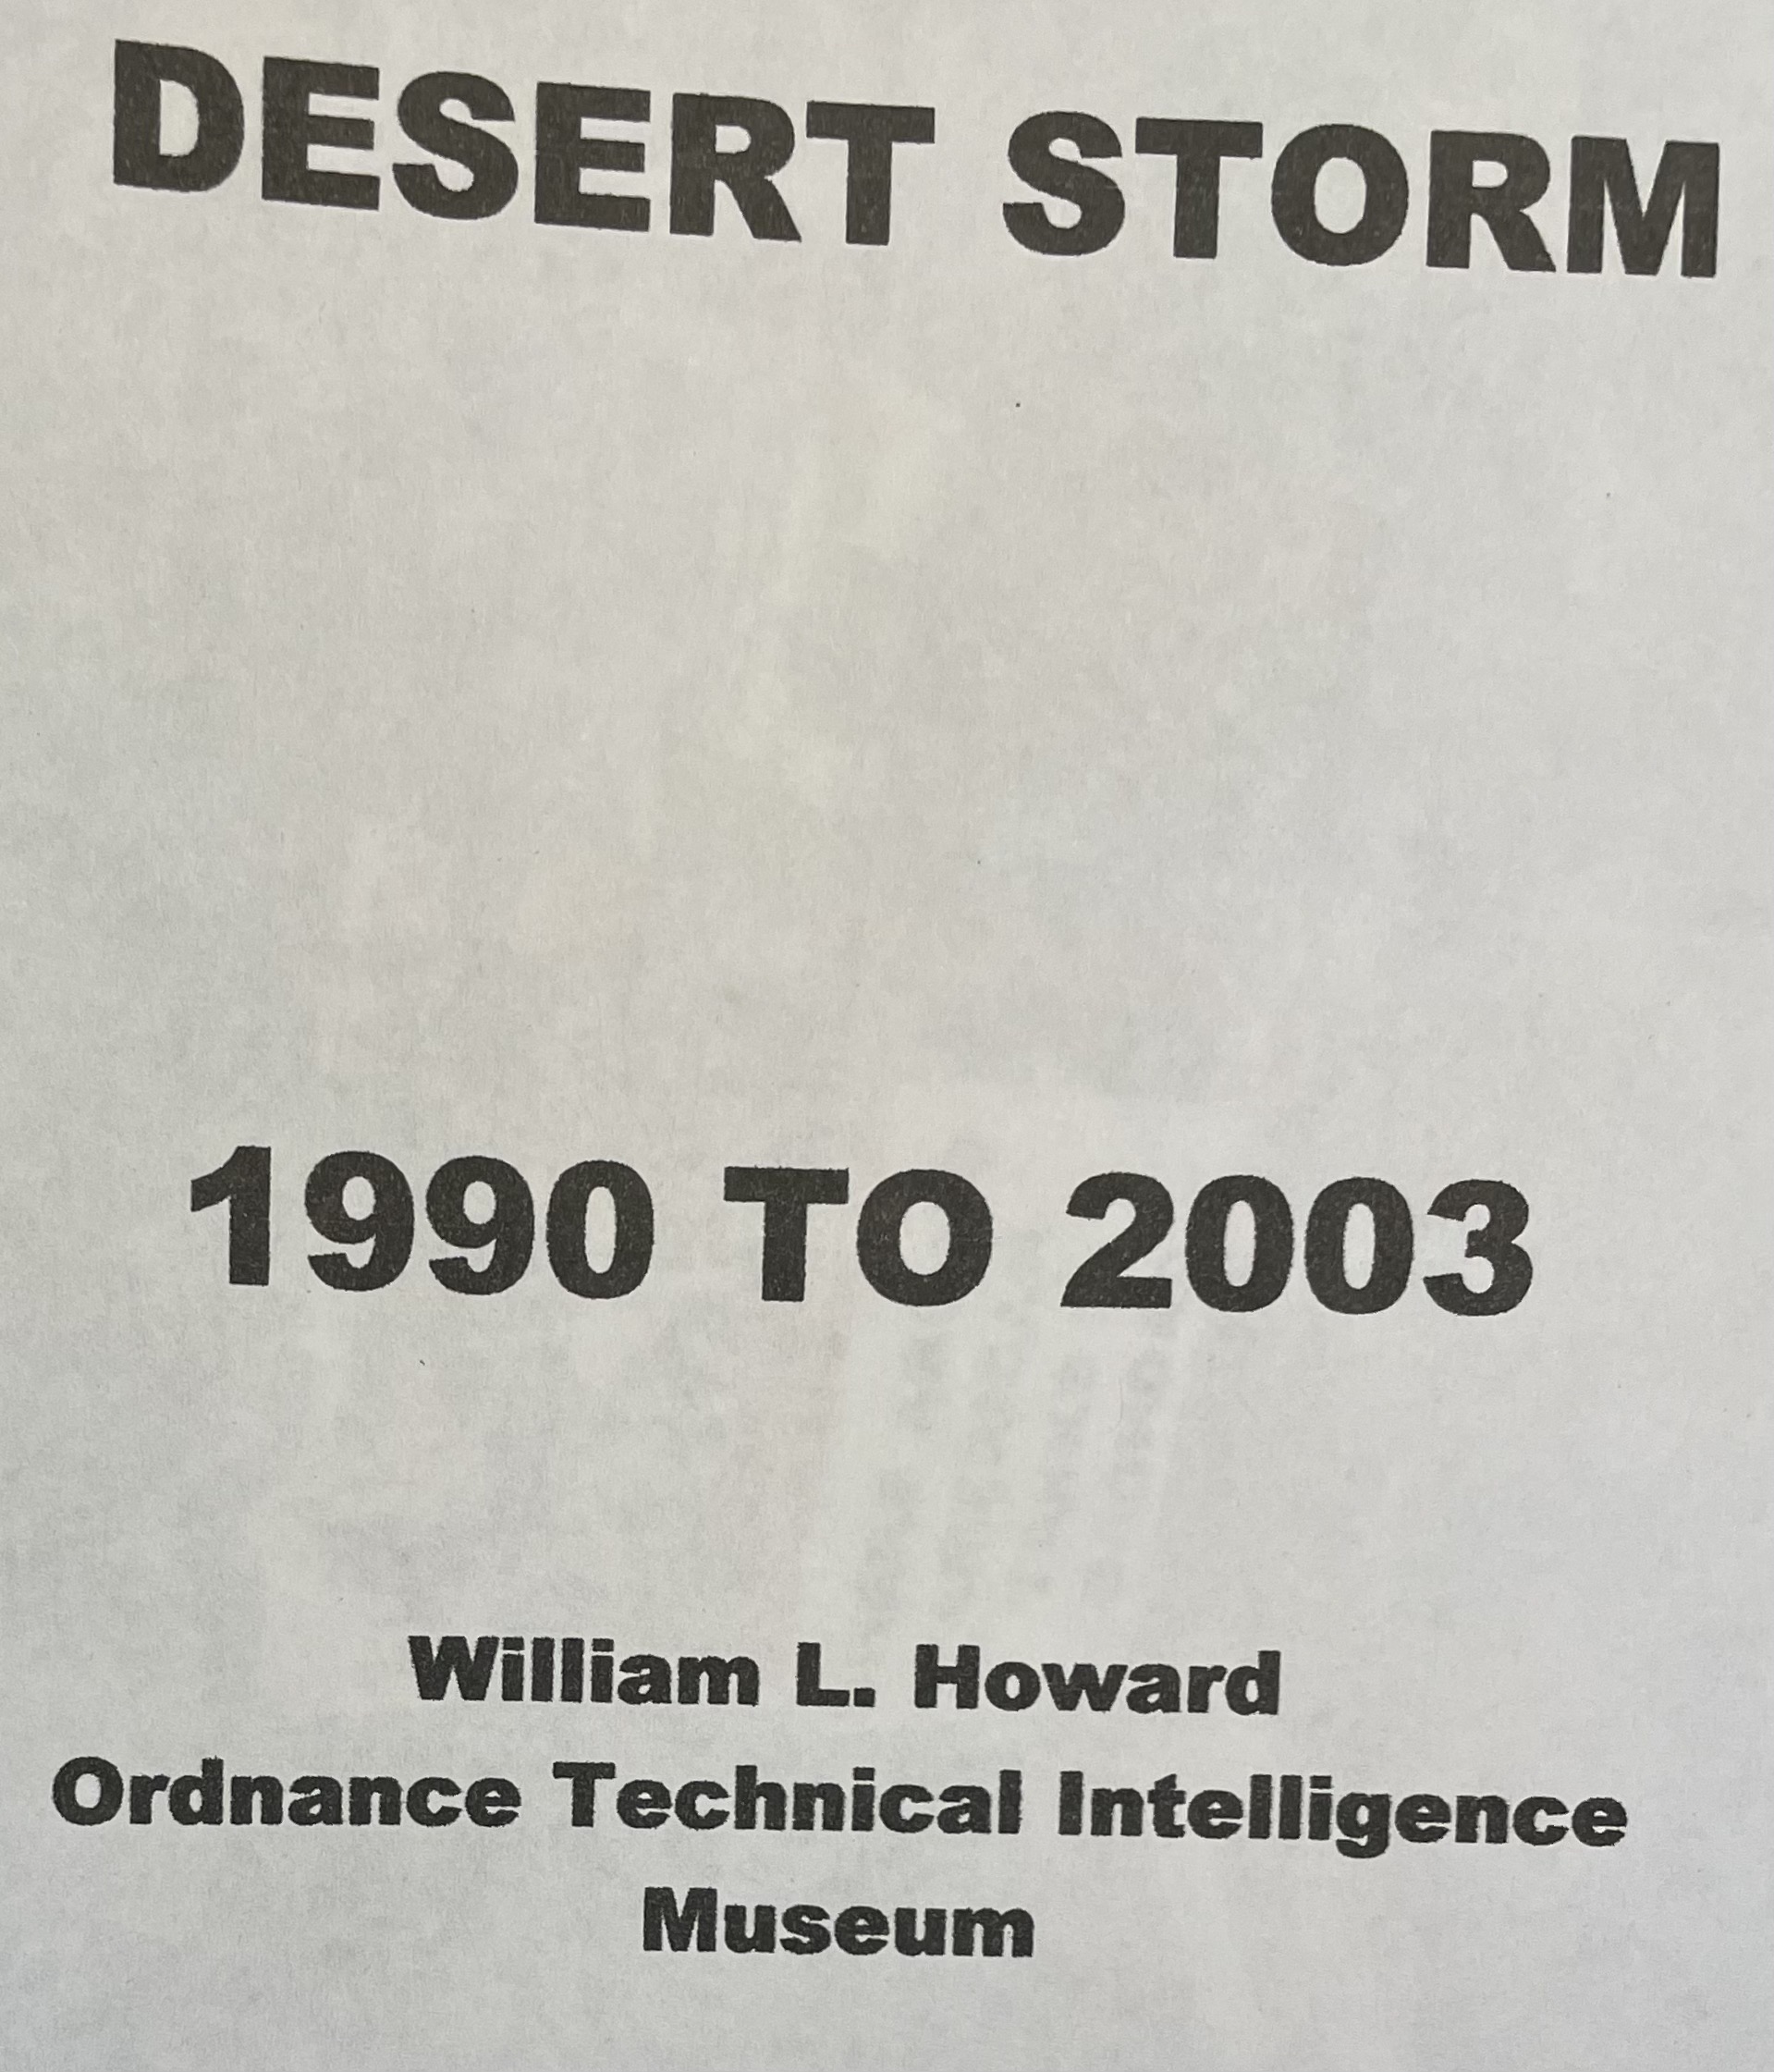 DESERT STORM
1990 TO 2003
William L. Howard
Ordnance Technical Intelligence
Museum